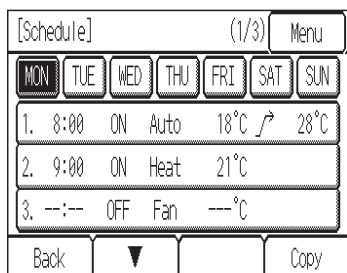 [Schedule] (1/3) Menu
MON TUE WED THU FRI SAT SUN
1. 8:00 ON Auto 18°C 28°C
2. 9:00 ON Heat 21°C
3. --:-- OFF Fan ---°C
Back ▼ Copy